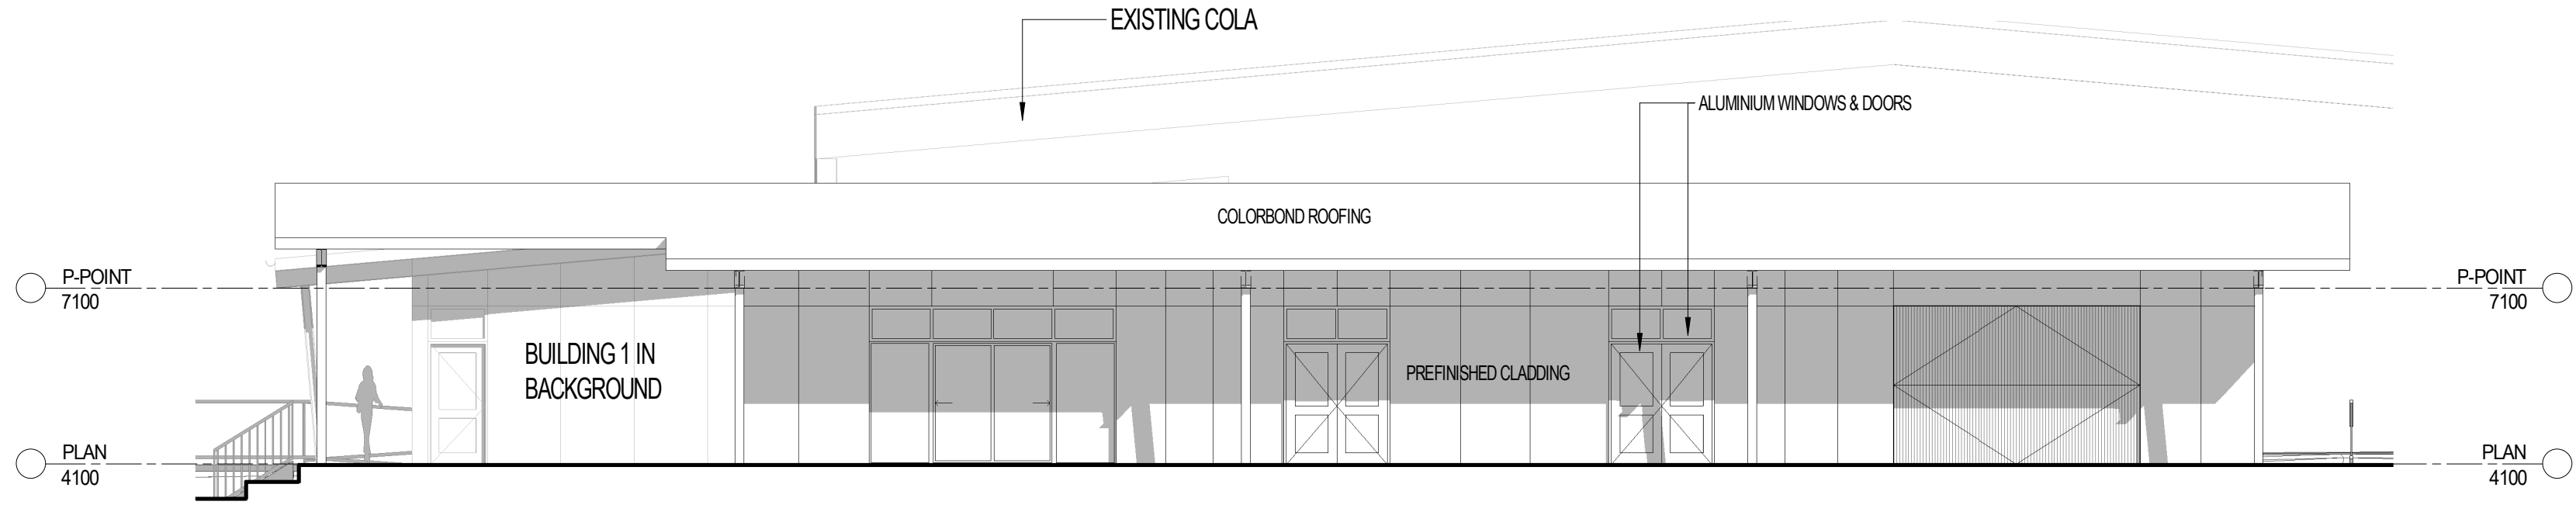 EXISTING COLA
ALUMINIUM WINDOWS & DOORS
COLORBOND ROOFING
P-POINT
7100
P-POINT
7100
BUILDING 1 IN
BACKGROUND
PREFINISHED CLADDING
PLAN
4100
PLAN
4100